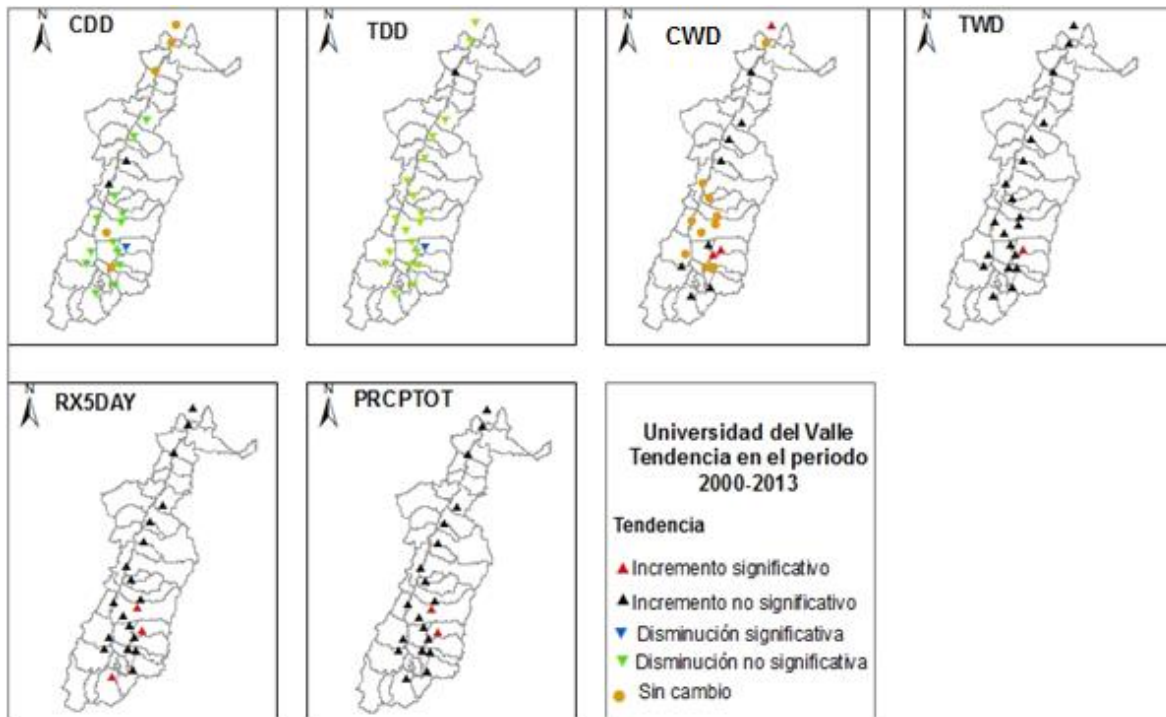 N
CDD
N
TDD
N
CWD
N
TWD
N
RX5DAY
N
PRCPTOT
Universidad del Valle
Tendencia en el periodo
2000-2013
Tendencia
Incremento significativo
Incremento no significativo
Disminución significativa
Disminución no significativa
Sin cambio